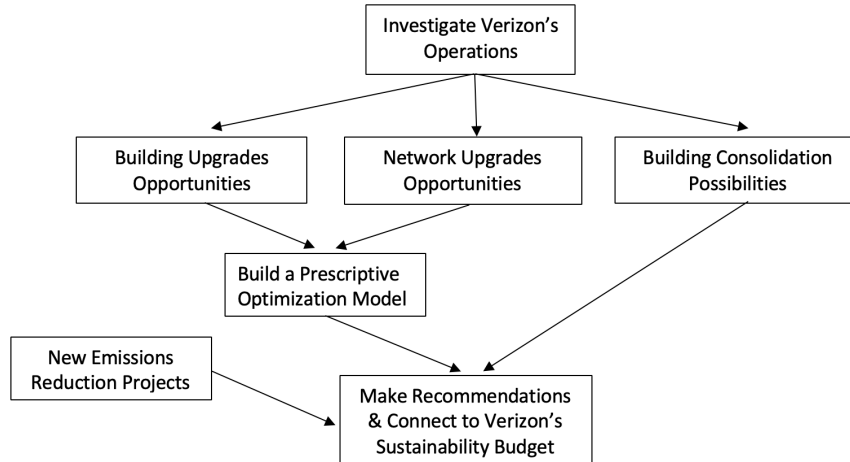 Investigate Verizon’s
Operations
Building Upgrades
Opportunities
Network Upgrades
Opportunities
Building Consolidation
Possibilities
Build a Prescriptive
Optimization Model
New Emissions
Reduction Projects
Make Recommendations
& Connect to Verizon’s
Sustainability Budget